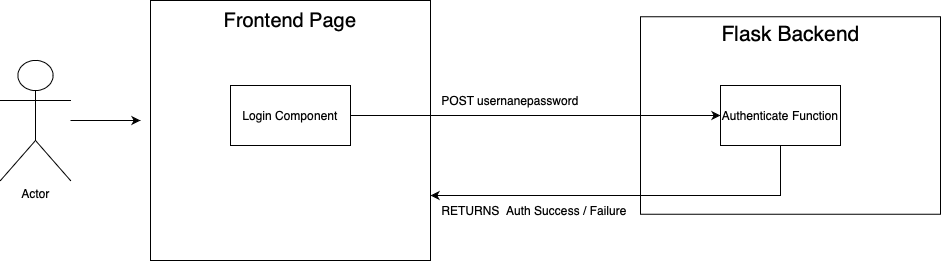 Frontend Page
Flask Backend
Login Component
POST usernanepassword
Authenticate Function
Actor
RETURNS  Auth Success / Failure